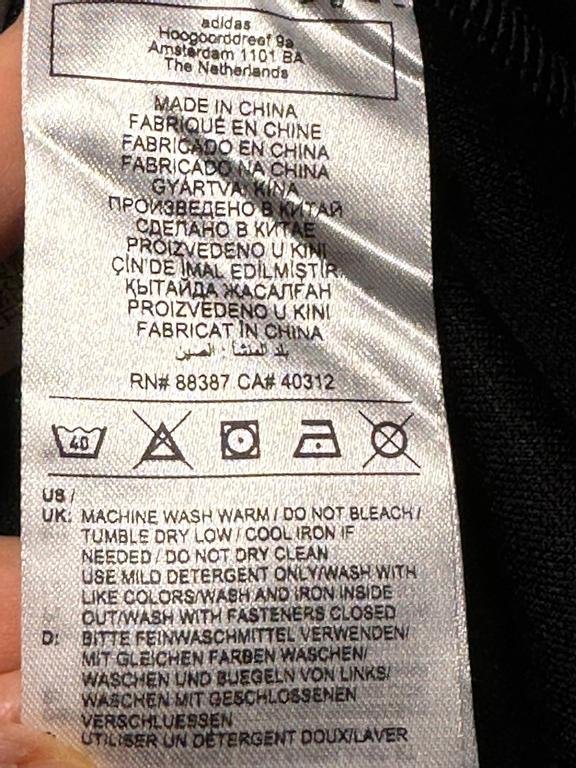 adidas
Hoogoorddreef 9a
Amsterdam 1101 BA
The Netherlands
MADE IN CHINA
FABRIQUÉ EN CHINE
FABRICADO EN CHINA
FABRICADO NA CHINA
GYÁRTVA: KÍNA
ПРОИЗВЕДЕНО В КИТАЙ
СДЕЛАНО В КИТАЕ
PROIZVEDENO U KINI
ÇİN'DE İMAL EDİLMİŞTİR
ҚЫТАЙДА ЖАСАЛҒАН
PROIZVEDENO U KINI
FABRICAT ÎN CHINA
بلد المنشأ: الصين
RN# 88387 CA# 40312
40
US /
UK: MACHINE WASH WARM / DO NOT BLEACH /
TUMBLE DRY LOW / COOL IRON IF
NEEDED / DO NOT DRY CLEAN
USE MILD DETERGENT ONLY/WASH WITH
LIKE COLORS/WASH AND IRON INSIDE
OUT/WASH WITH FASTENERS CLOSED
D: BITTE FEINWASCHMITTEL VERWENDEN/
MIT GLEICHEN FARBEN WASCHEN/
WASCHEN UND BUEGELN VON LINKS/
WASCHEN MIT GESCHLOSSENEN
VERSCHLUESSEN
UTILISER UN DÉTERGENT DOUX/LAVER